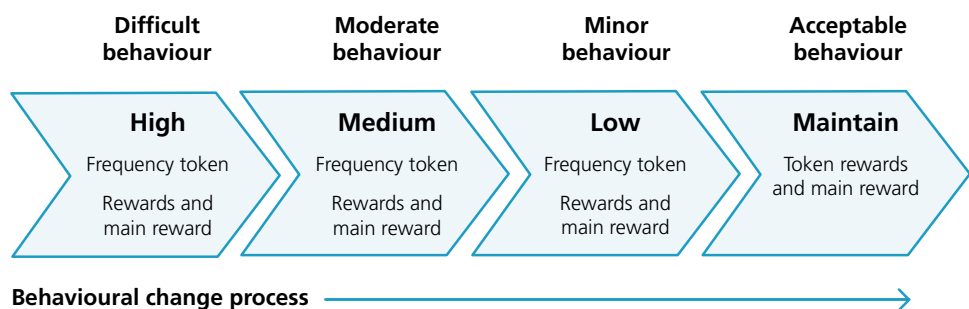 Difficult
behaviour
Moderate
behaviour
Minor
behaviour
Acceptable
behaviour
High
Frequency token
Rewards and
main reward
Medium
Frequency token
Rewards and
main reward
Low
Frequency token
Rewards and
main reward
Maintain
Token rewards
and main reward
Behavioural change process